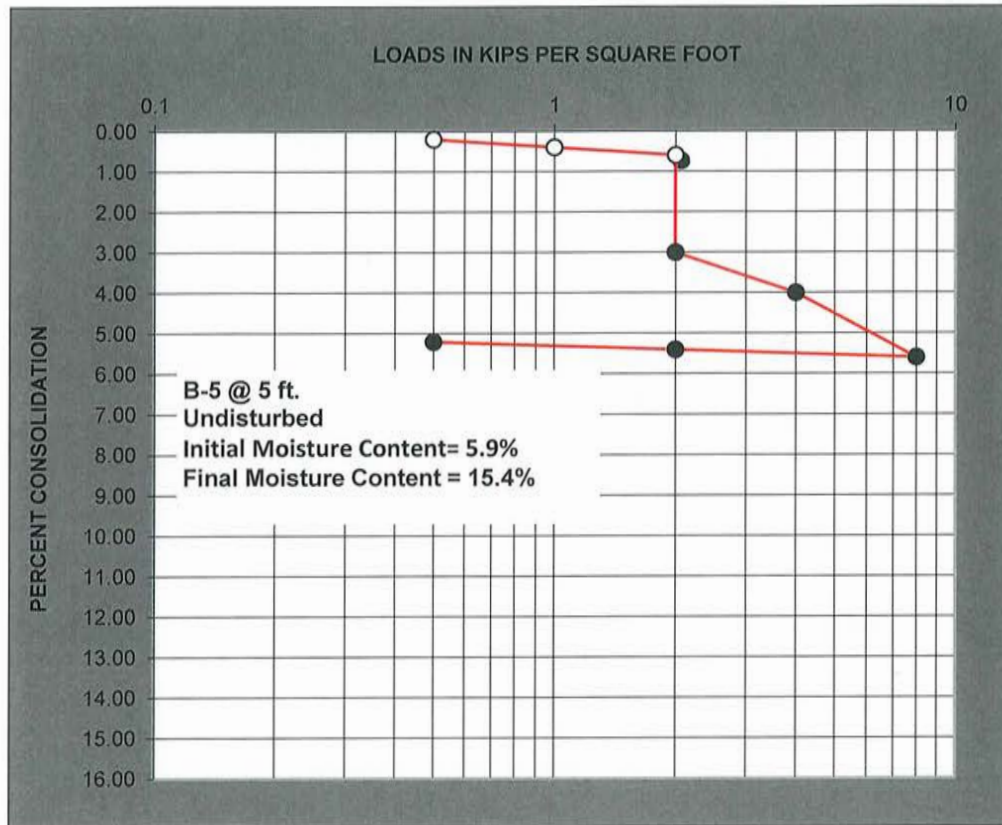 LOADS IN KIPS PER SQUARE FOOT
0.1 1 10
0.00
1.00
2.00
3.00
4.00
5.00
6.00
7.00
8.00
9.00
10.00
11.00
12.00
13.00
14.00
15.00
16.00
PERCENT CONSOLIDATION
B-5 @ 5 ft.
Undisturbed
Initial Moisture Content= 5.9%
Final Moisture Content = 15.4%